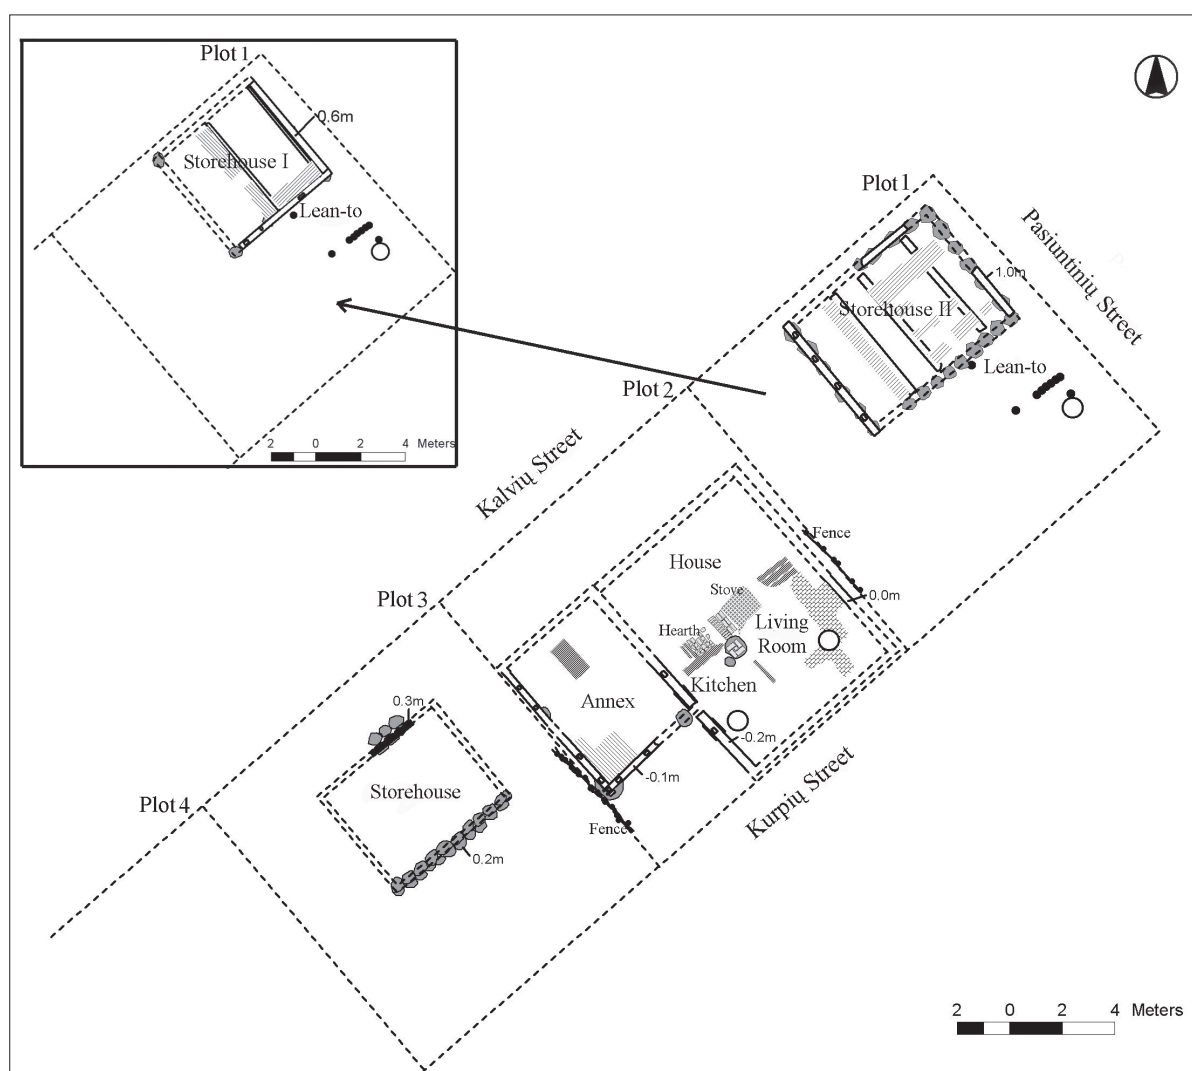 Plot 1
0.6m
Storehouse I
Lean-to
2 0 2 4 Meters
Plot 1
Pasiuntinių Street
1.0m
Storehouse II
Lean-to
Plot 2
Kalvių Street
Fence
House
Stove
0.0m
Plot 3
Living
Room
Hearth
Kitchen
Annex
0.3m
-0.2m
-0.1m
Storehouse
Plot 4
Kurpių Street
Fence
0.2m
2 0 2 4 Meters